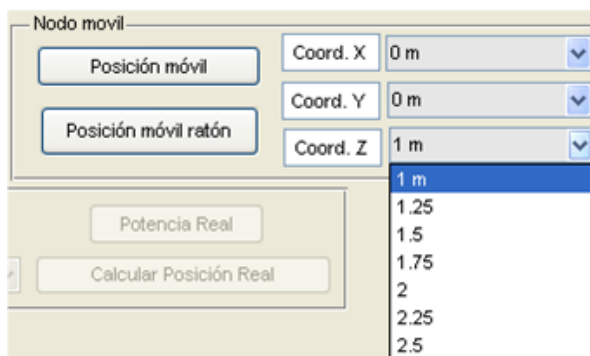 Nodo movil
Posición móvil
Coord. X
0 m
Posición móvil ratón
Coord. Y
0 m
Coord. Z
1 m
1 m
1.25
1.5
1.75
2
2.25
2.5
Potencia Real
Calcular Posición Real